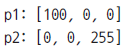 p1: [100, 0, 0]
p2: [0, 0, 255]